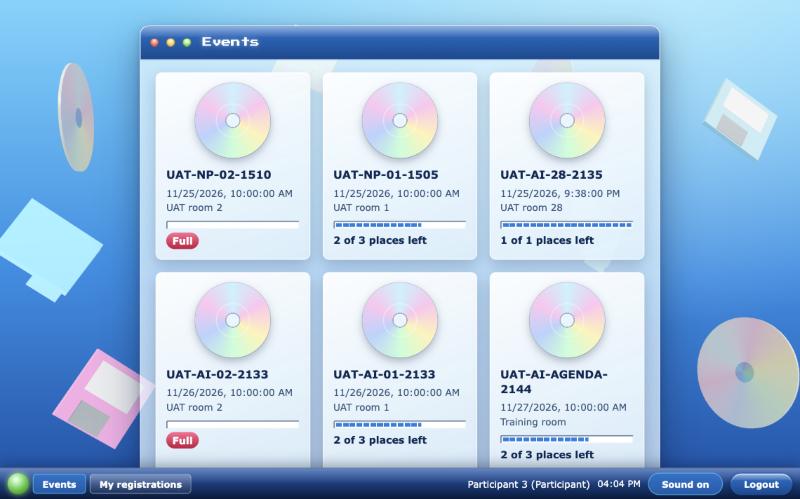 Events
UAT-NP-02-1510
11/25/2026, 10:00:00 AM
UAT room 2
Full
UAT-NP-01-1505
11/25/2026, 10:00:00 AM
UAT room 1
2 of 3 places left
UAT-AI-28-2135
11/25/2026, 9:38:00 PM
UAT room 28
1 of 1 places left
UAT-AI-02-2133
11/26/2026, 10:00:00 AM
UAT room 2
Full
UAT-AI-01-2133
11/26/2026, 10:00:00 AM
UAT room 1
2 of 3 places left
UAT-AI-AGENDA-
2144
11/27/2026, 10:00:00 AM
Training room
2 of 3 places left
Events
My registrations
Participant 3 (Participant)
04:04 PM
Sound on
Logout